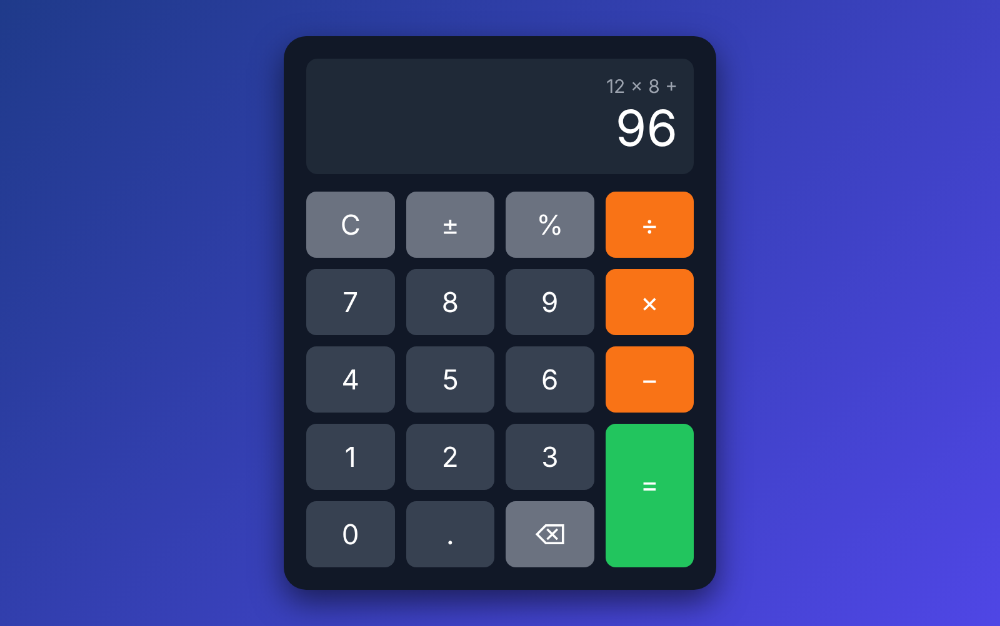 12 × 8 +
96
C ± % ÷
7 8 9 ×
4 5 6 −
1 2 3
=
0 . ⌫